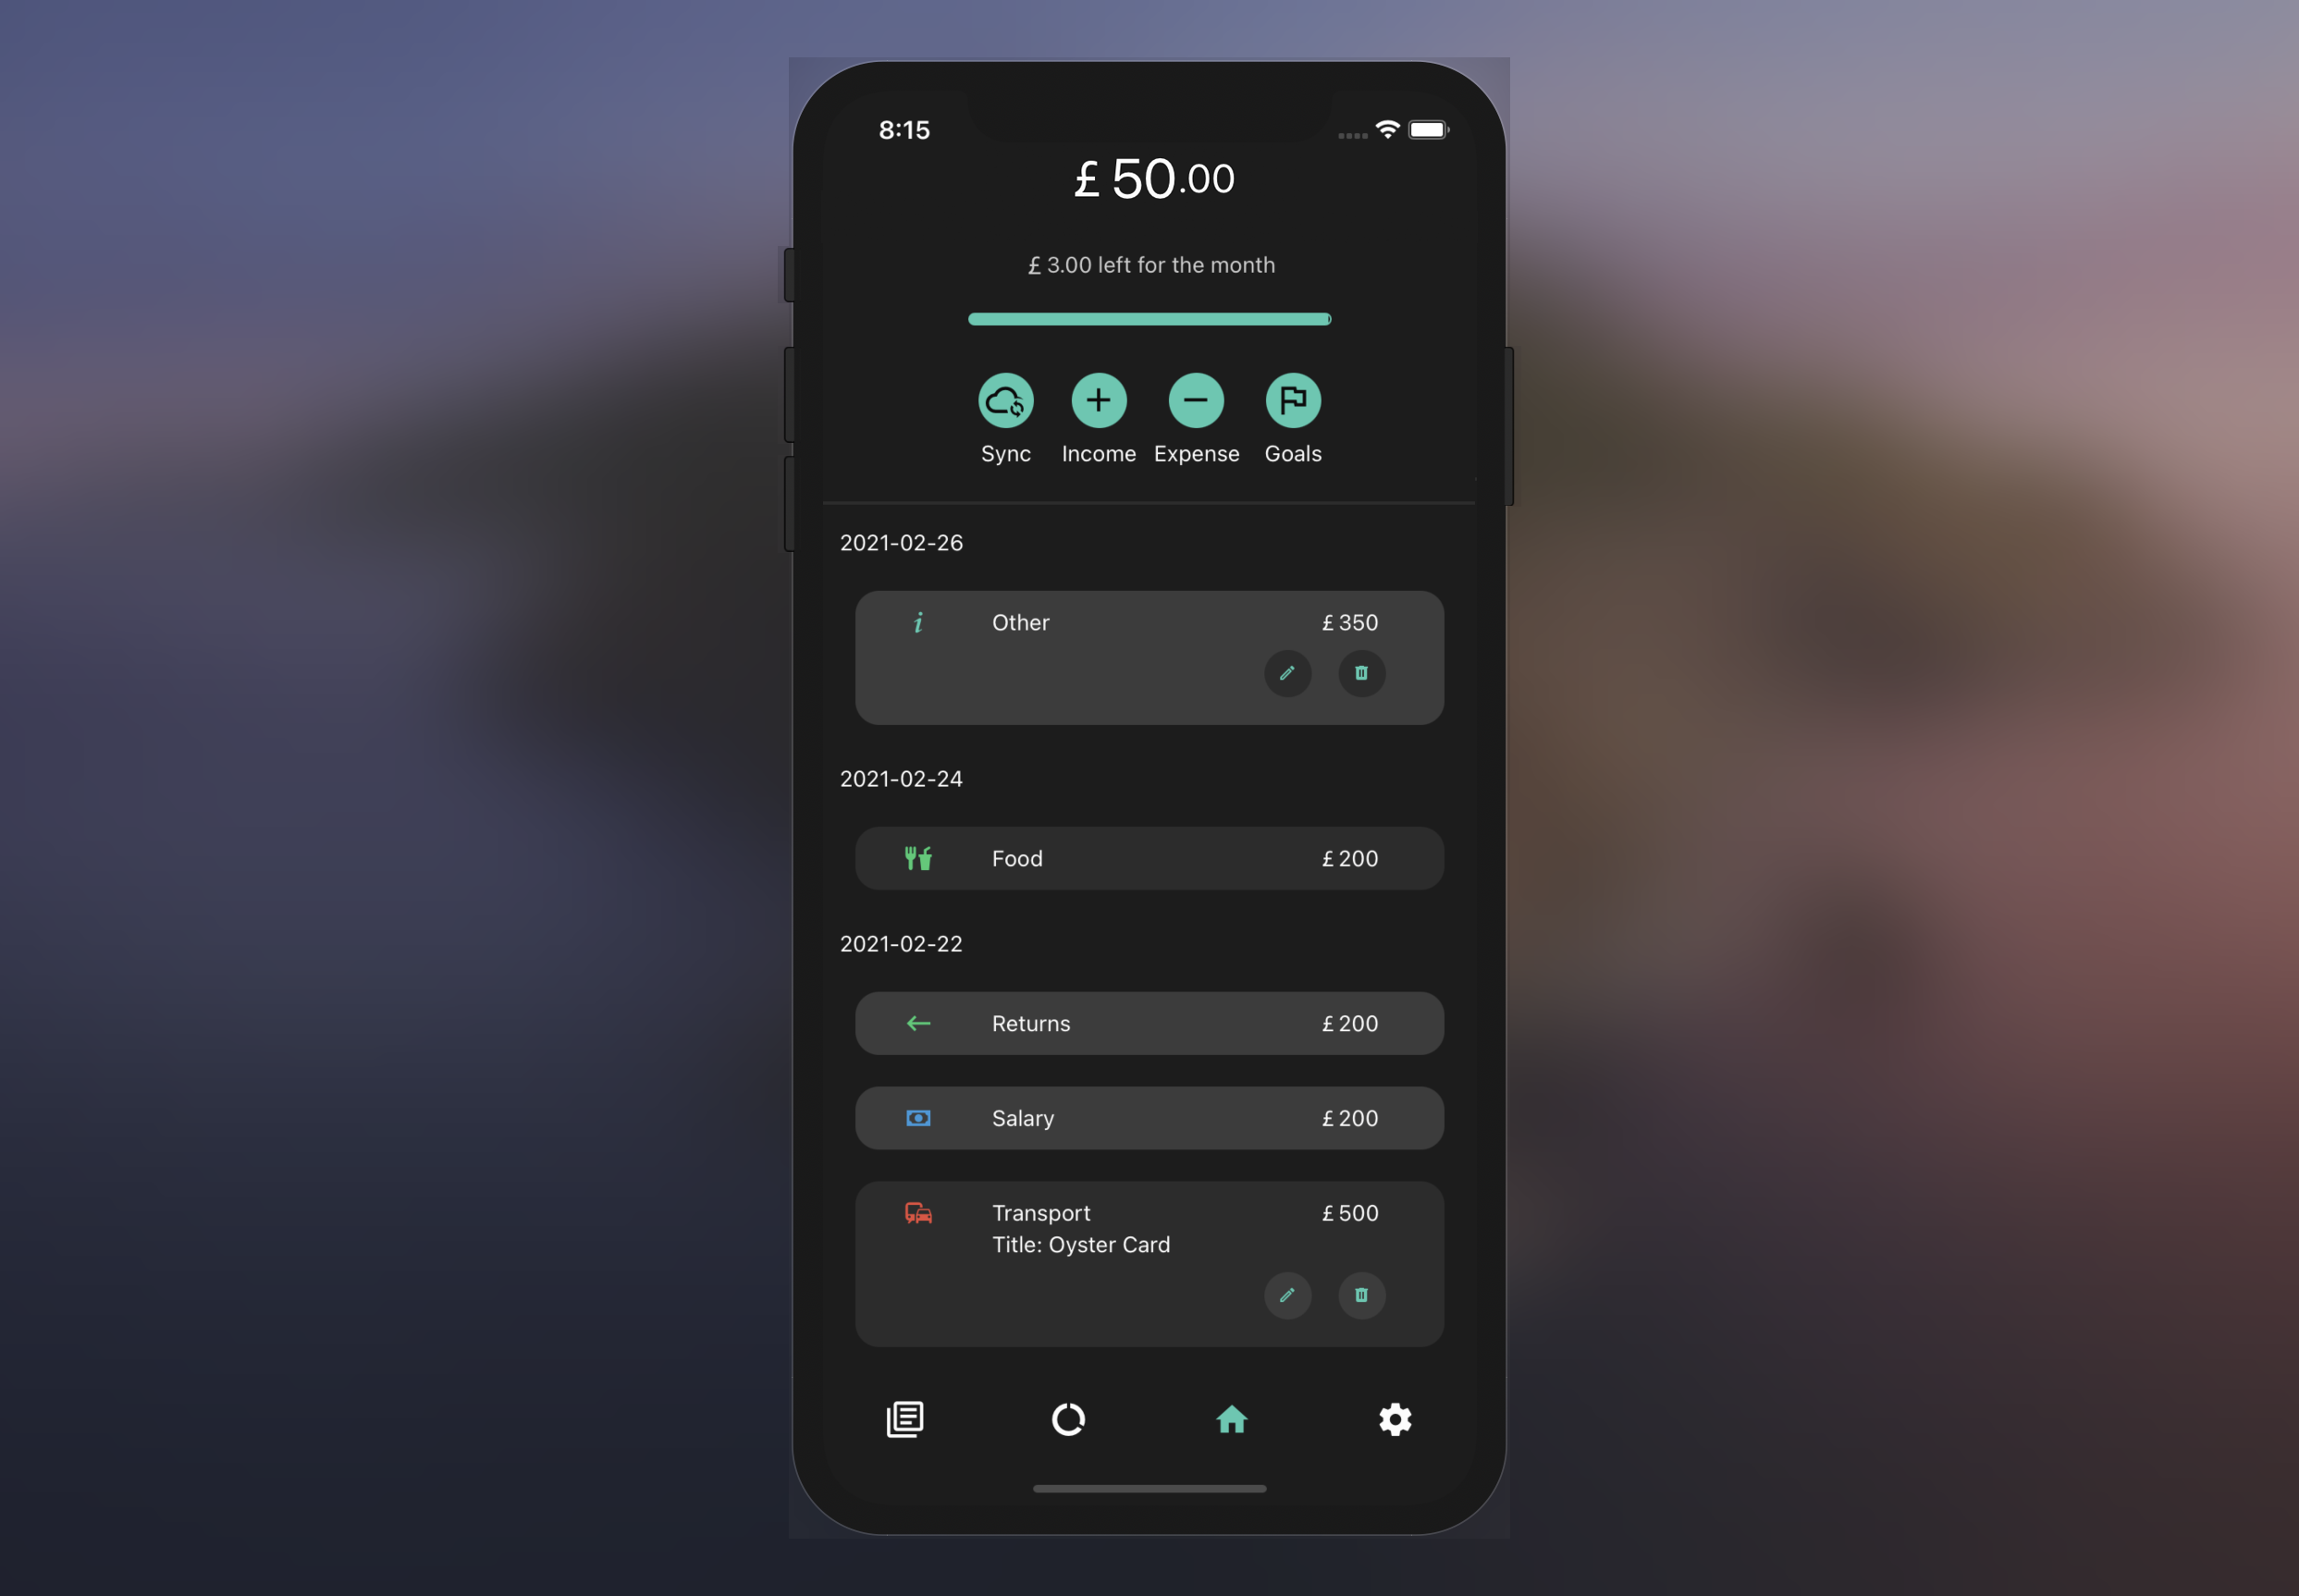 8:15
£ 50.00
£ 3.00 left for the month
Sync Income Expense Goals
2021-02-26
Other £ 350
2021-02-24
Food £ 200
2021-02-22
Returns £ 200
Salary £ 200
Transport £ 500
Title: Oyster Card